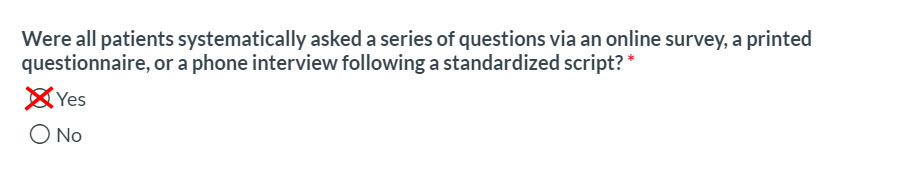 Were all patients systematically asked a series of questions via an online survey, a printed
questionnaire, or a phone interview following a standardized script? *
Yes
No